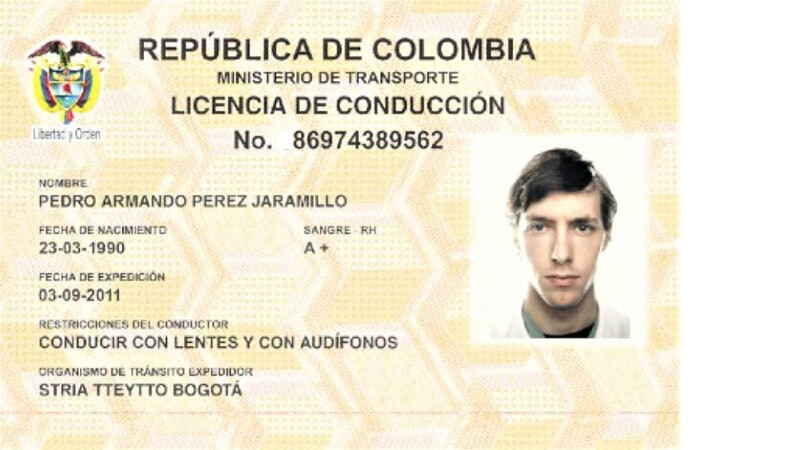 REPÚBLICA DE COLOMBIA
MINISTERIO DE TRANSPORTE
LICENCIA DE CONDUCCIÓN
No. 86974389562
Libertad y Orden
NOMBRE
PEDRO ARMANDO PEREZ JARAMILLO
FECHA DE NACIMIENTO SANGRE - RH
23-03-1990 A +
FECHA DE EXPEDICIÓN
03-09-2011
RESTRICCIONES DEL CONDUCTOR
CONDUCIR CON LENTES Y CON AUDÍFONOS
ORGANISMO DE TRÁNSITO EXPEDIDOR
STRIA TTEYTTO BOGOTÁ